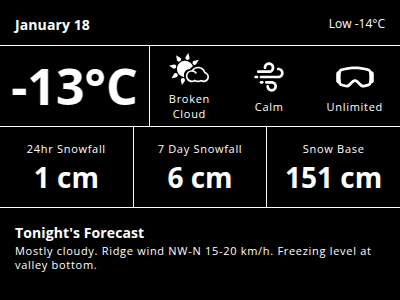 January 18
Low -14°C
-13°C
Broken
Cloud
Calm
Unlimited
24hr Snowfall
1 cm
7 Day Snowfall
6 cm
Snow Base
151 cm
Tonight's Forecast
Mostly cloudy. Ridge wind NW-N 15-20 km/h. Freezing level at
valley bottom.